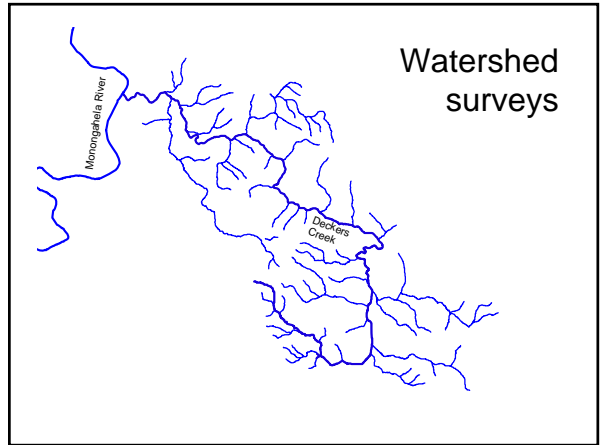 Watershed
surveys
Monongahela River
Deckers
Creek